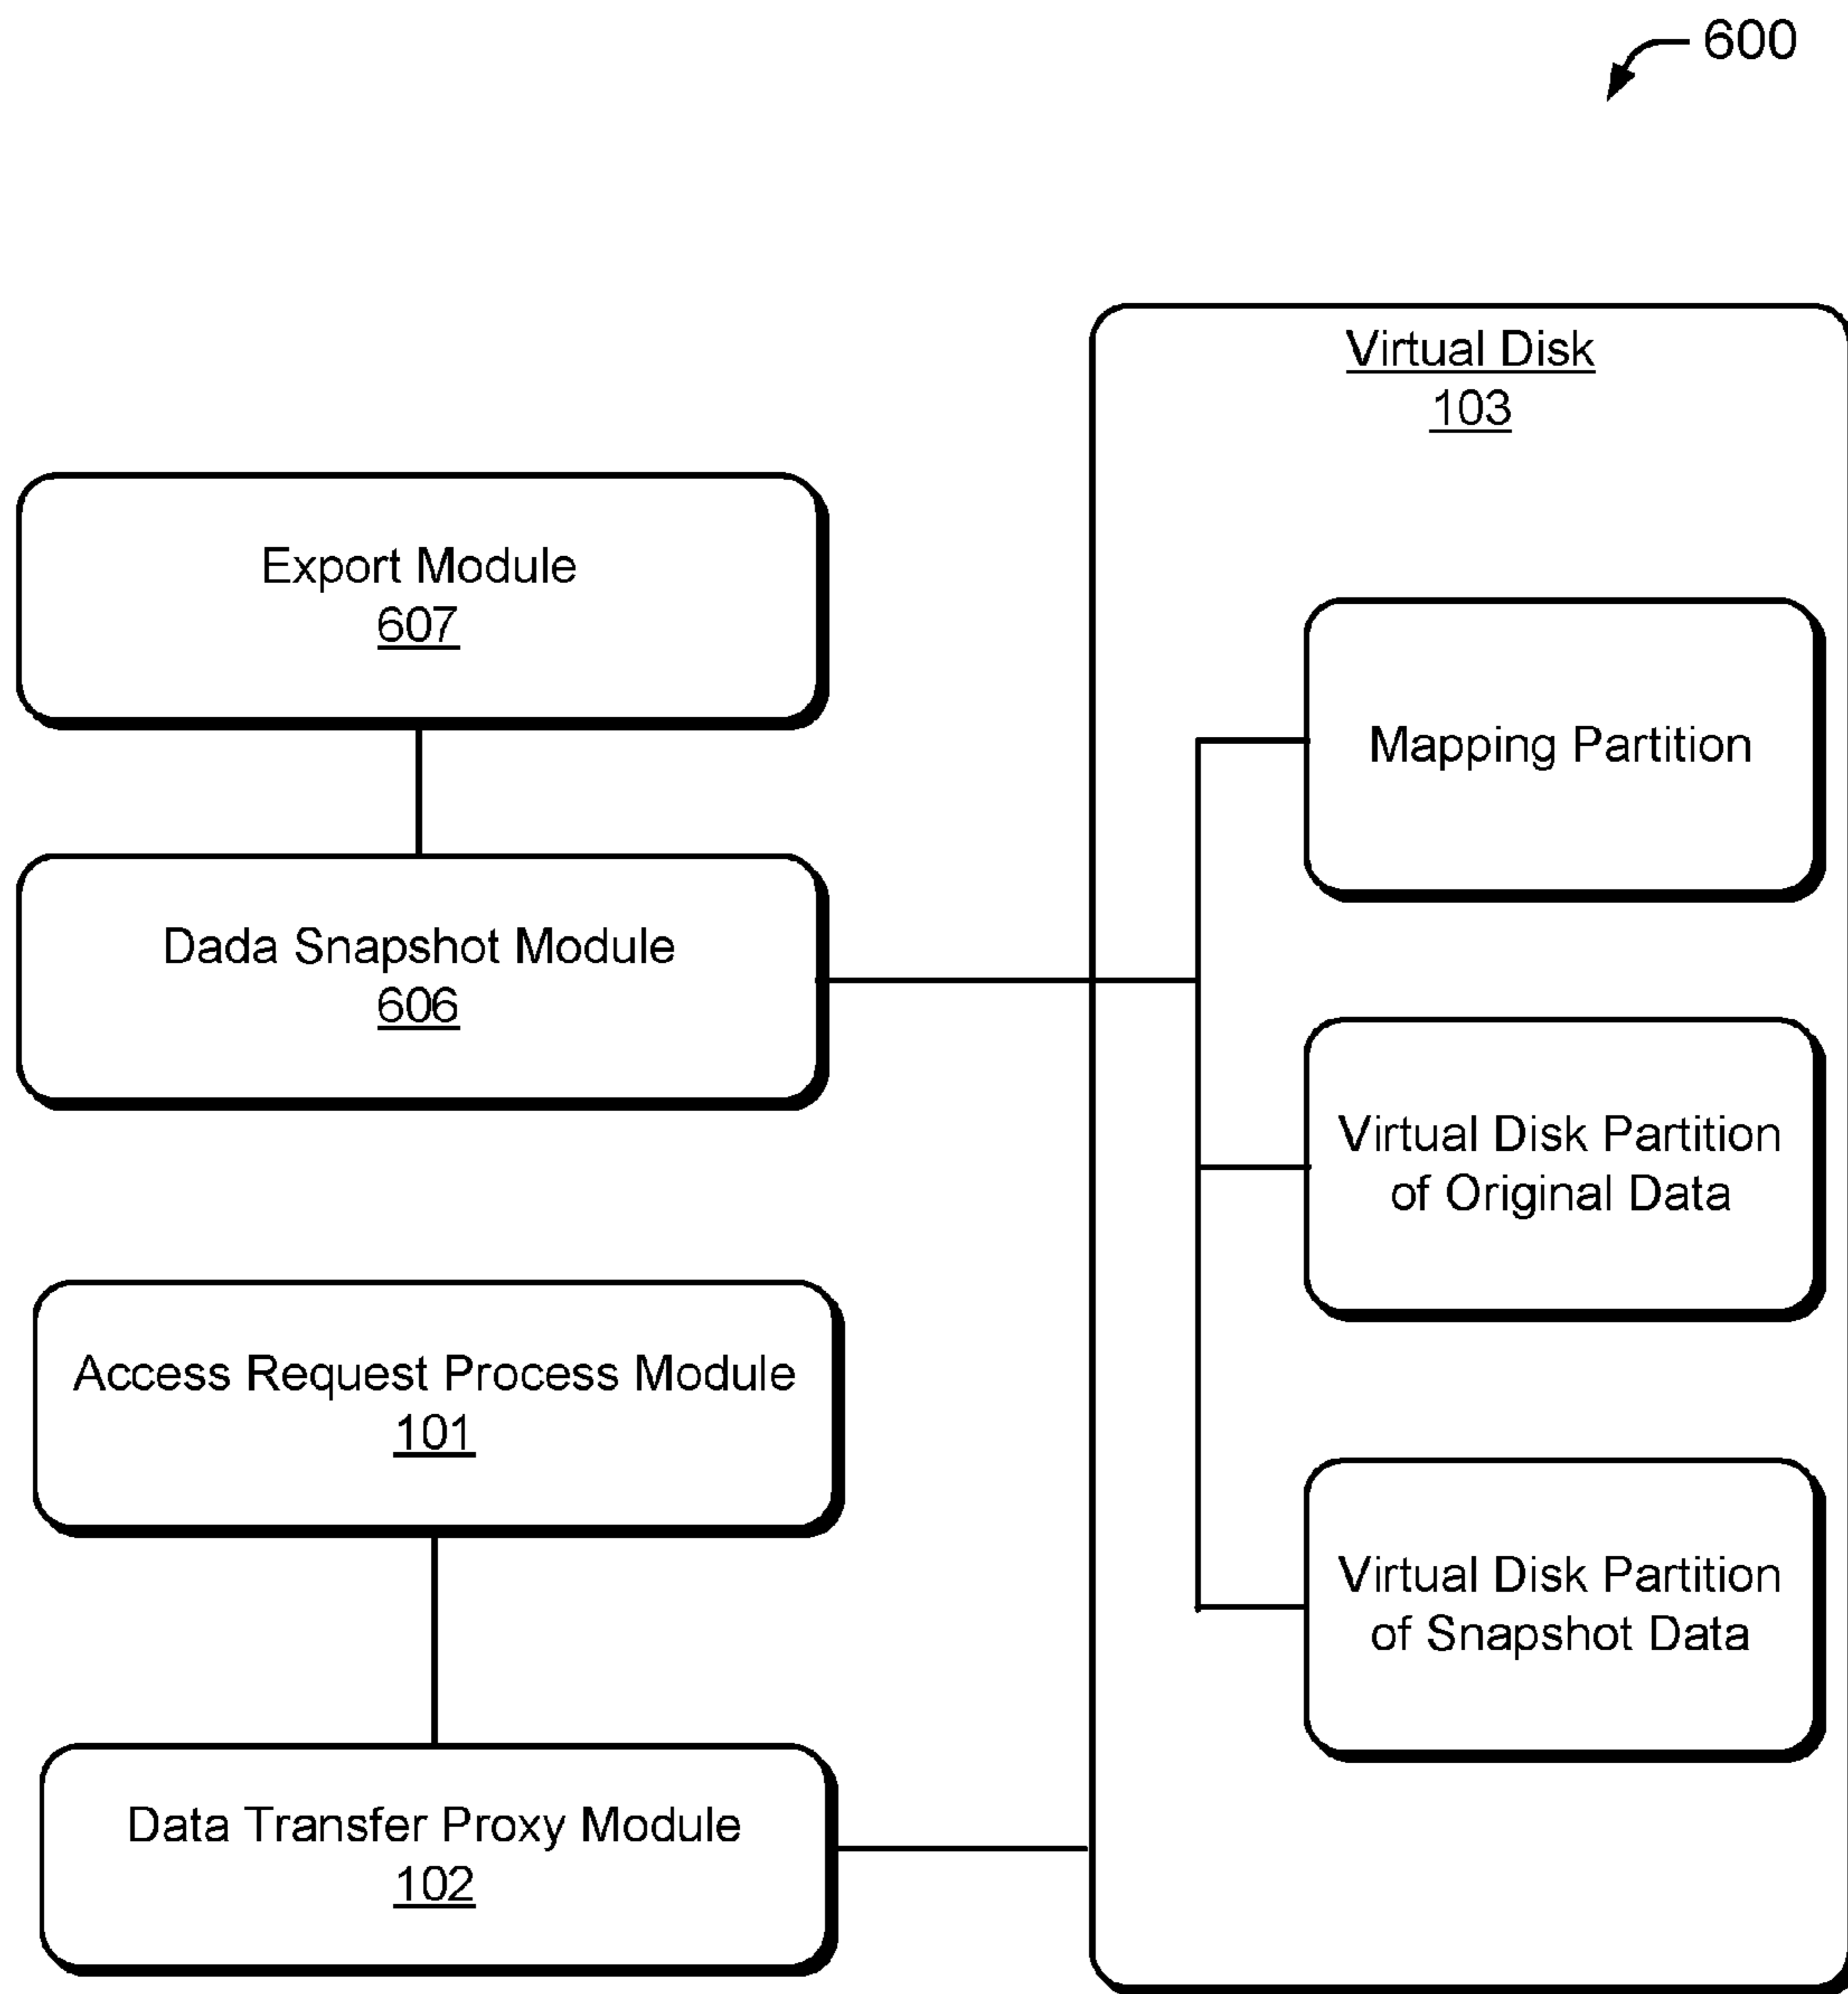 600
Virtual Disk
103
Export Module
607
Mapping Partition
Dada Snapshot Module
606
Virtual Disk Partition
of Original Data
Access Request Process Module
101
Virtual Disk Partition
of Snapshot Data
Data Transfer Proxy Module
102